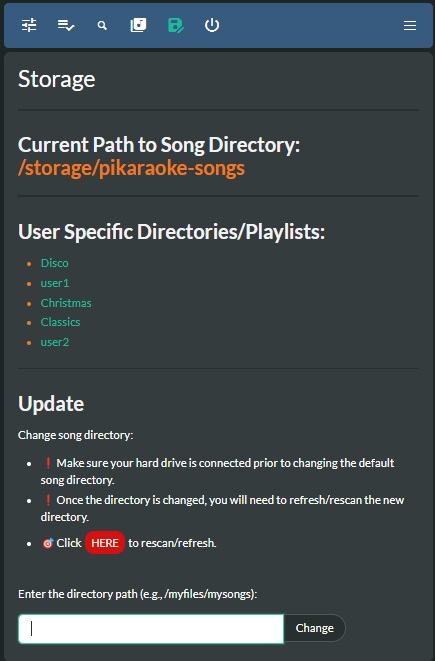 Storage
Current Path to Song Directory:
/storage/pikaraoke-songs
User Specific Directories/Playlists:
Disco
user1
Christmas
Classics
user2
Update
Change song directory:
❗ Make sure your hard drive is connected prior to changing the default
song directory.
❗ Once the directory is changed, you will need to refresh/rescan the new
directory.
🎯 Click HERE to rescan/refresh.
Enter the directory path (e.g., /myfiles/mysongs):
Change